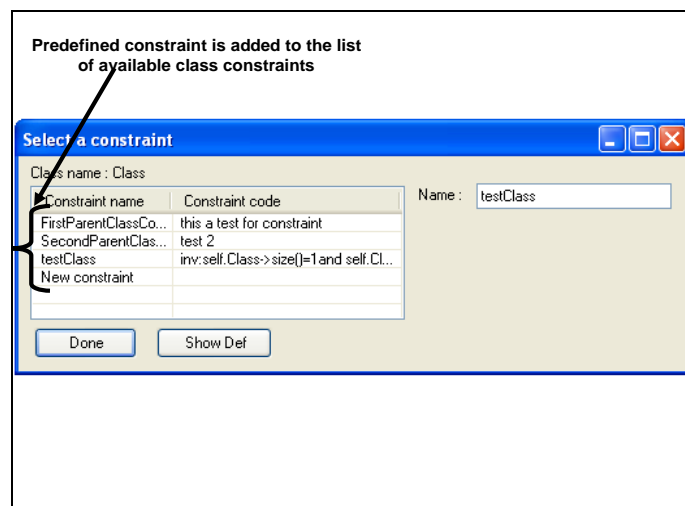 Predefined constraint is added to the list
of available class constraints
Select a constraint
Class name : Class
Constraint name Constraint code
FirstParentClassCo... this a test for constraint
SecondParentClas... test 2
testClass inv:self.Class->size()=1and self.Cl...
New constraint
Name : testClass
Done Show Def